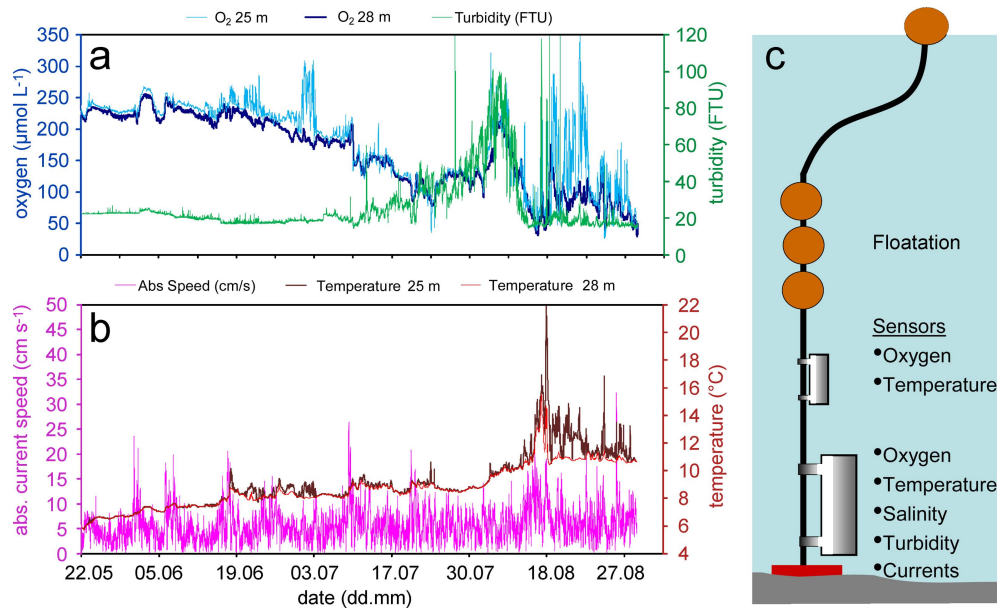 O₂ 25 m O₂ 28 m Turbidity (FTU)
a
oxygen (µmol L⁻¹)
350
300
250
200
150
100
50
0
120
100
80
60
40
20
0
turbidity (FTU)
Abs Speed (cm/s) Temperature 25 m Temperature 28 m
b
abs. current speed (cm s⁻¹)
50
45
40
35
30
25
20
15
10
5
0
22
20
18
16
14
12
10
8
6
4
temperature (°C)
22.05 05.06 19.06 03.07 17.07 30.07 18.08 27.08
date (dd.mm)
c
Floatation
Sensors
•Oxygen
•Temperature
•Oxygen
•Temperature
•Salinity
•Turbidity
•Currents